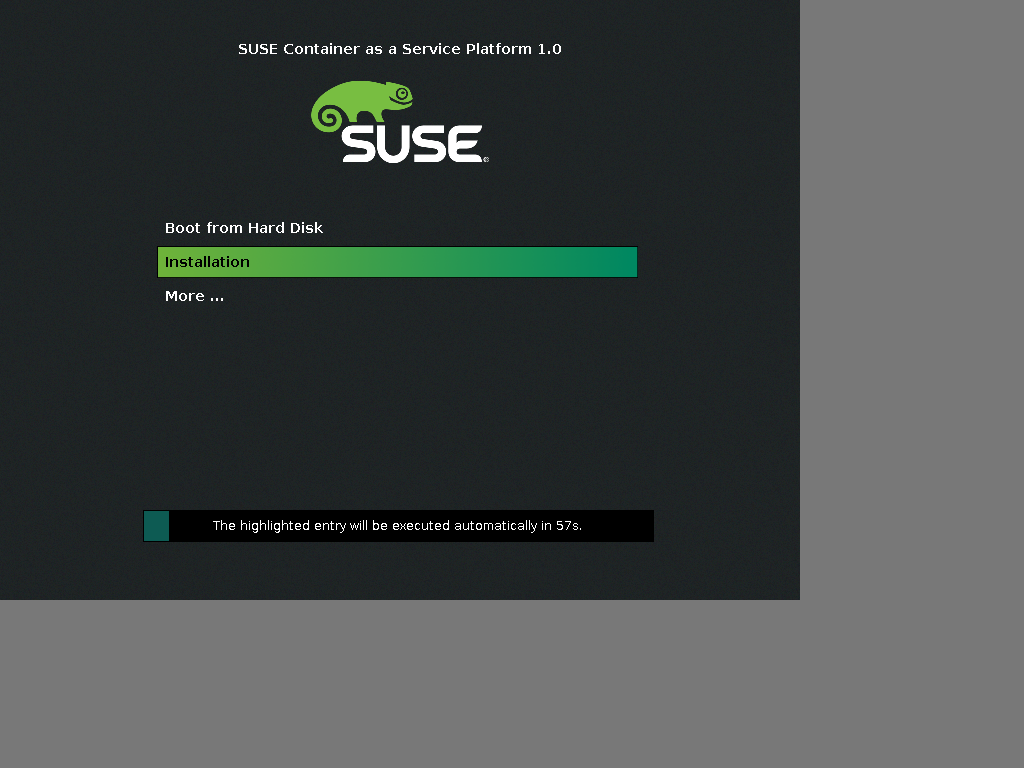 SUSE Container as a Service Platform 1.0
SUSE®
Boot from Hard Disk
Installation
More ...
The highlighted entry will be executed automatically in 57s.